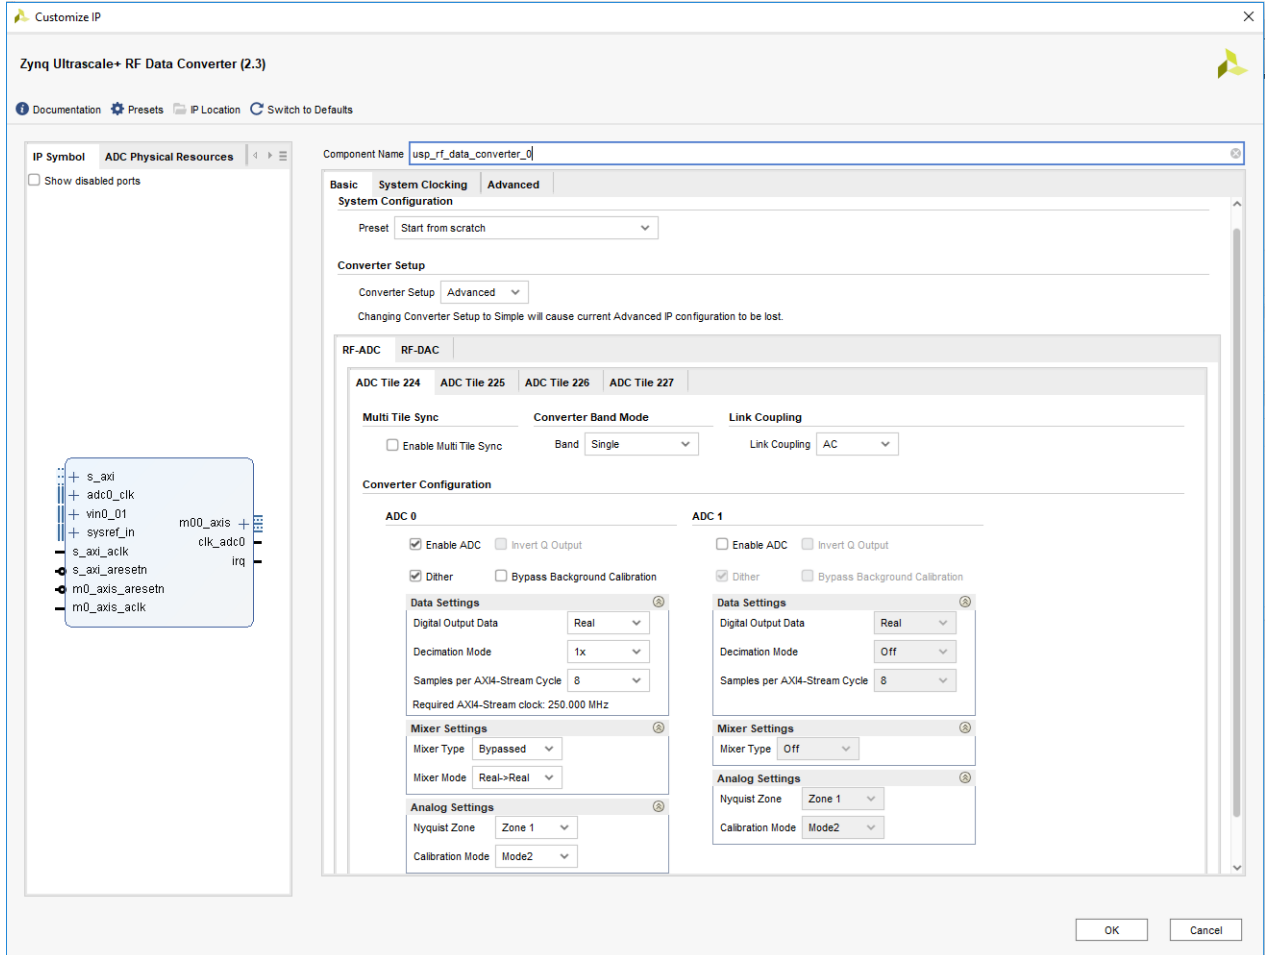 Customize IP
Zynq Ultrascale+ RF Data Converter (2.3)
Documentation Presets IP Location Switch to Defaults
IP Symbol ADC Physical Resources
Show disabled ports
s_axi
adc0_clk
vin0_01
sysref_in
s_axi_aclk
s_axi_aresetn
m0_axis_aresetn
m0_axis_aclk
m00_axis
clk_adc0
irq
Component Name usp_rf_data_converter_0
Basic System Clocking Advanced
System Configuration
Preset Start from scratch
Converter Setup
Converter Setup Advanced
Changing Converter Setup to Simple will cause current Advanced IP configuration to be lost.
RF-ADC RF-DAC
ADC Tile 224 ADC Tile 225 ADC Tile 226 ADC Tile 227
Multi Tile Sync Converter Band Mode Link Coupling
Enable Multi Tile Sync Band Single Link Coupling AC
Converter Configuration
ADC 0
Enable ADC Invert Q Output
Dither Bypass Background Calibration
Data Settings
Digital Output Data Real
Decimation Mode 1x
Samples per AXI4-Stream Cycle 8
Required AXI4-Stream clock: 250.000 MHz
Mixer Settings
Mixer Type Bypassed
Mixer Mode Real->Real
Analog Settings
Nyquist Zone Zone 1
Calibration Mode Mode2
ADC 1
Enable ADC Invert Q Output
Dither Bypass Background Calibration
Data Settings
Digital Output Data Real
Decimation Mode Off
Samples per AXI4-Stream Cycle 8
Mixer Settings
Mixer Type Off
Analog Settings
Nyquist Zone Zone 1
Calibration Mode Mode2
OK Cancel